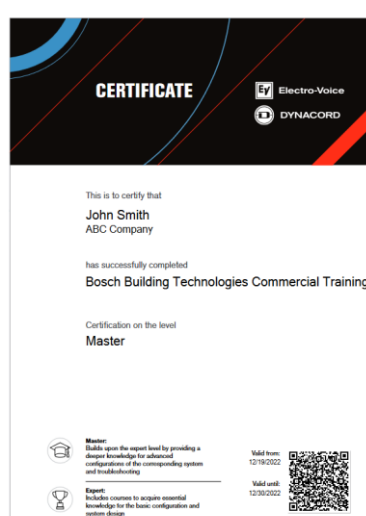 CERTIFICATE
EV Electro-Voice
DYNACORD
This is to certify that
John Smith
ABC Company
has successfully completed
Bosch Building Technologies Commercial Training
Certification on the level
Master
Master:
Builds upon the expert level by providing a
deeper knowledge for advanced
configurations of the corresponding system
and troubleshooting
Expert:
Includes courses to acquire essential
knowledge for the basic configuration and
system design
Valid from:
12/19/2022
Valid until:
12/30/2022